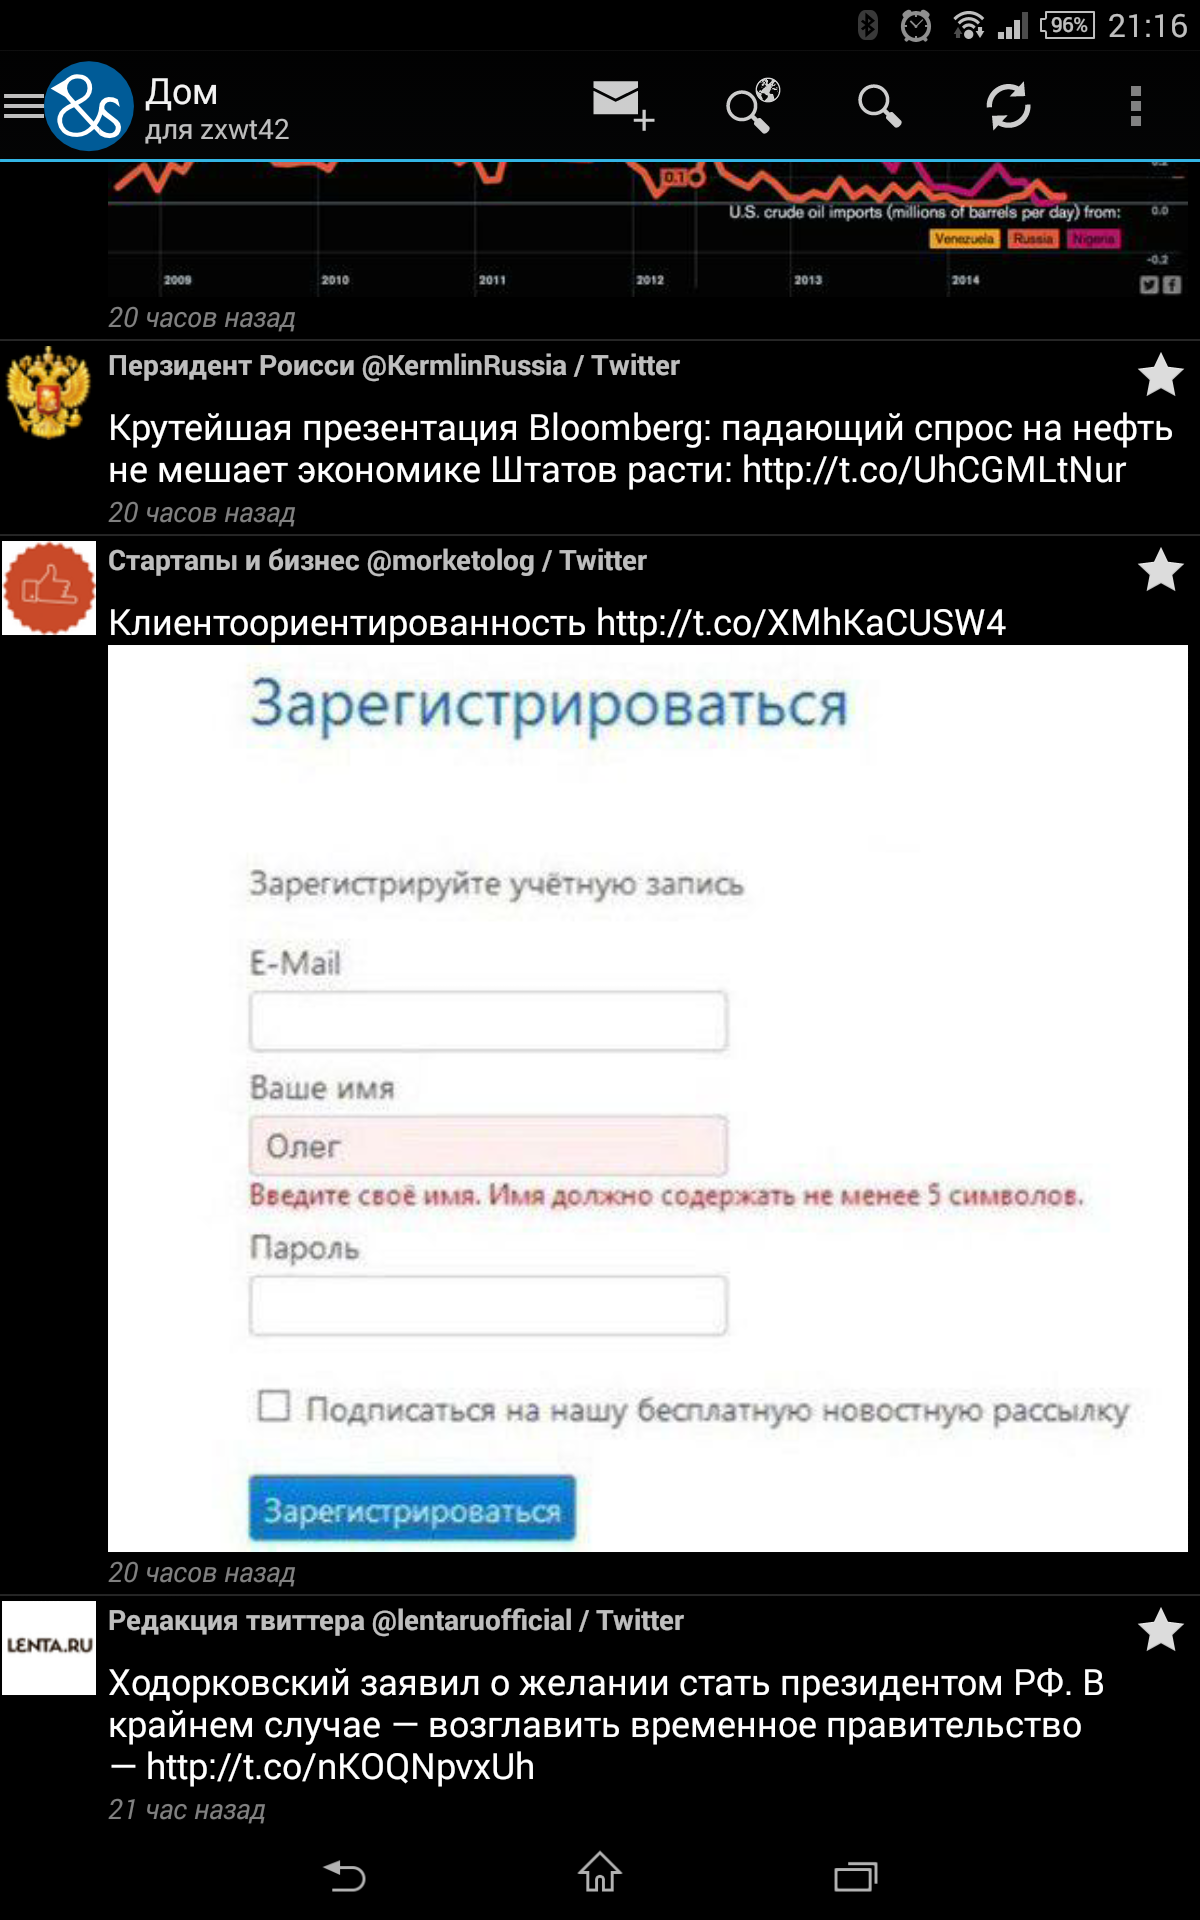 96% 21:16
Дом
для zxwt42
0.1
U.S. crude oil imports (millions of barrels per day) from:
0.0
Venezuela Russia Nigeria
-0.2
2009 2010 2011 2012 2013 2014
20 часов назад
Перзидент Роисси @KermlinRussia / Twitter
Крутейшая презентация Bloomberg: падающий спрос на нефть
не мешает экономике Штатов расти: http://t.co/UhCGMLtNur
20 часов назад
Стартапы и бизнес @morketolog / Twitter
Клиентоориентированность http://t.co/XMhKaCUSW4
Зарегистрироваться
Зарегистрируйте учётную запись
E-Mail
Ваше имя
Олег
Введите своё имя. Имя должно содержать не менее 5 символов.
Пароль
Подписаться на нашу бесплатную новостную рассылку
Зарегистрироваться
20 часов назад
LENTA.RU
Редакция твиттера @lentaruofficial / Twitter
Ходорковский заявил о желании стать президентом РФ. В
крайнем случае — возглавить временное правительство
— http://t.co/nKOQNpvxUh
21 час назад